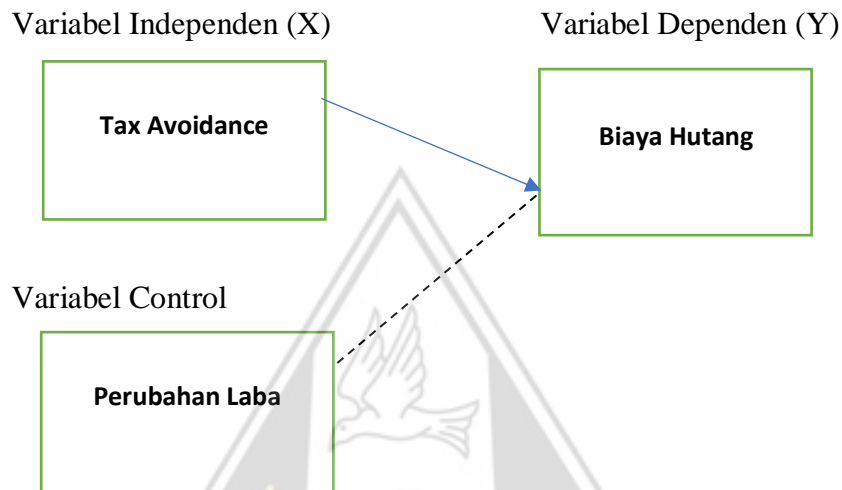 Variabel Independen (X)
Variabel Dependen (Y)
Tax Avoidance
Biaya Hutang
Variabel Control
Perubahan Laba